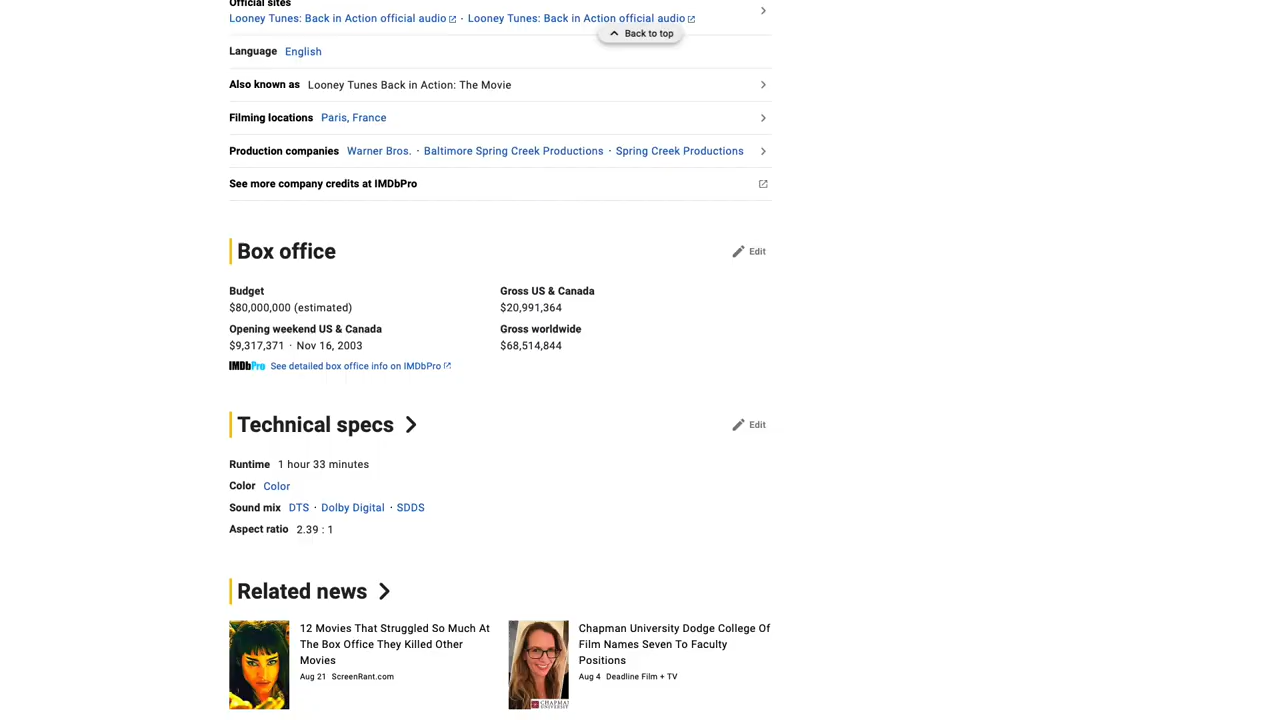 Official sites
Looney Tunes: Back in Action official audio · Looney Tunes: Back in Action official audio
Back to top
Language English
Also known as Looney Tunes Back in Action: The Movie
Filming locations Paris, France
Production companies Warner Bros. · Baltimore Spring Creek Productions · Spring Creek Productions
See more company credits at IMDbPro
Box office
Edit
Budget
$80,000,000 (estimated)
Gross US & Canada
$20,991,364
Opening weekend US & Canada
$9,317,371 · Nov 16, 2003
Gross worldwide
$68,514,844
IMDbPro See detailed box office info on IMDbPro
Technical specs
Edit
Runtime 1 hour 33 minutes
Color Color
Sound mix DTS · Dolby Digital · SDDS
Aspect ratio 2.39 : 1
Related news
12 Movies That Struggled So Much At
The Box Office They Killed Other
Movies
Aug 21 ScreenRant.com
Chapman University Dodge College Of
Film Names Seven To Faculty
Positions
Aug 4 Deadline Film + TV
CHAPMAN
UNIVERSITY